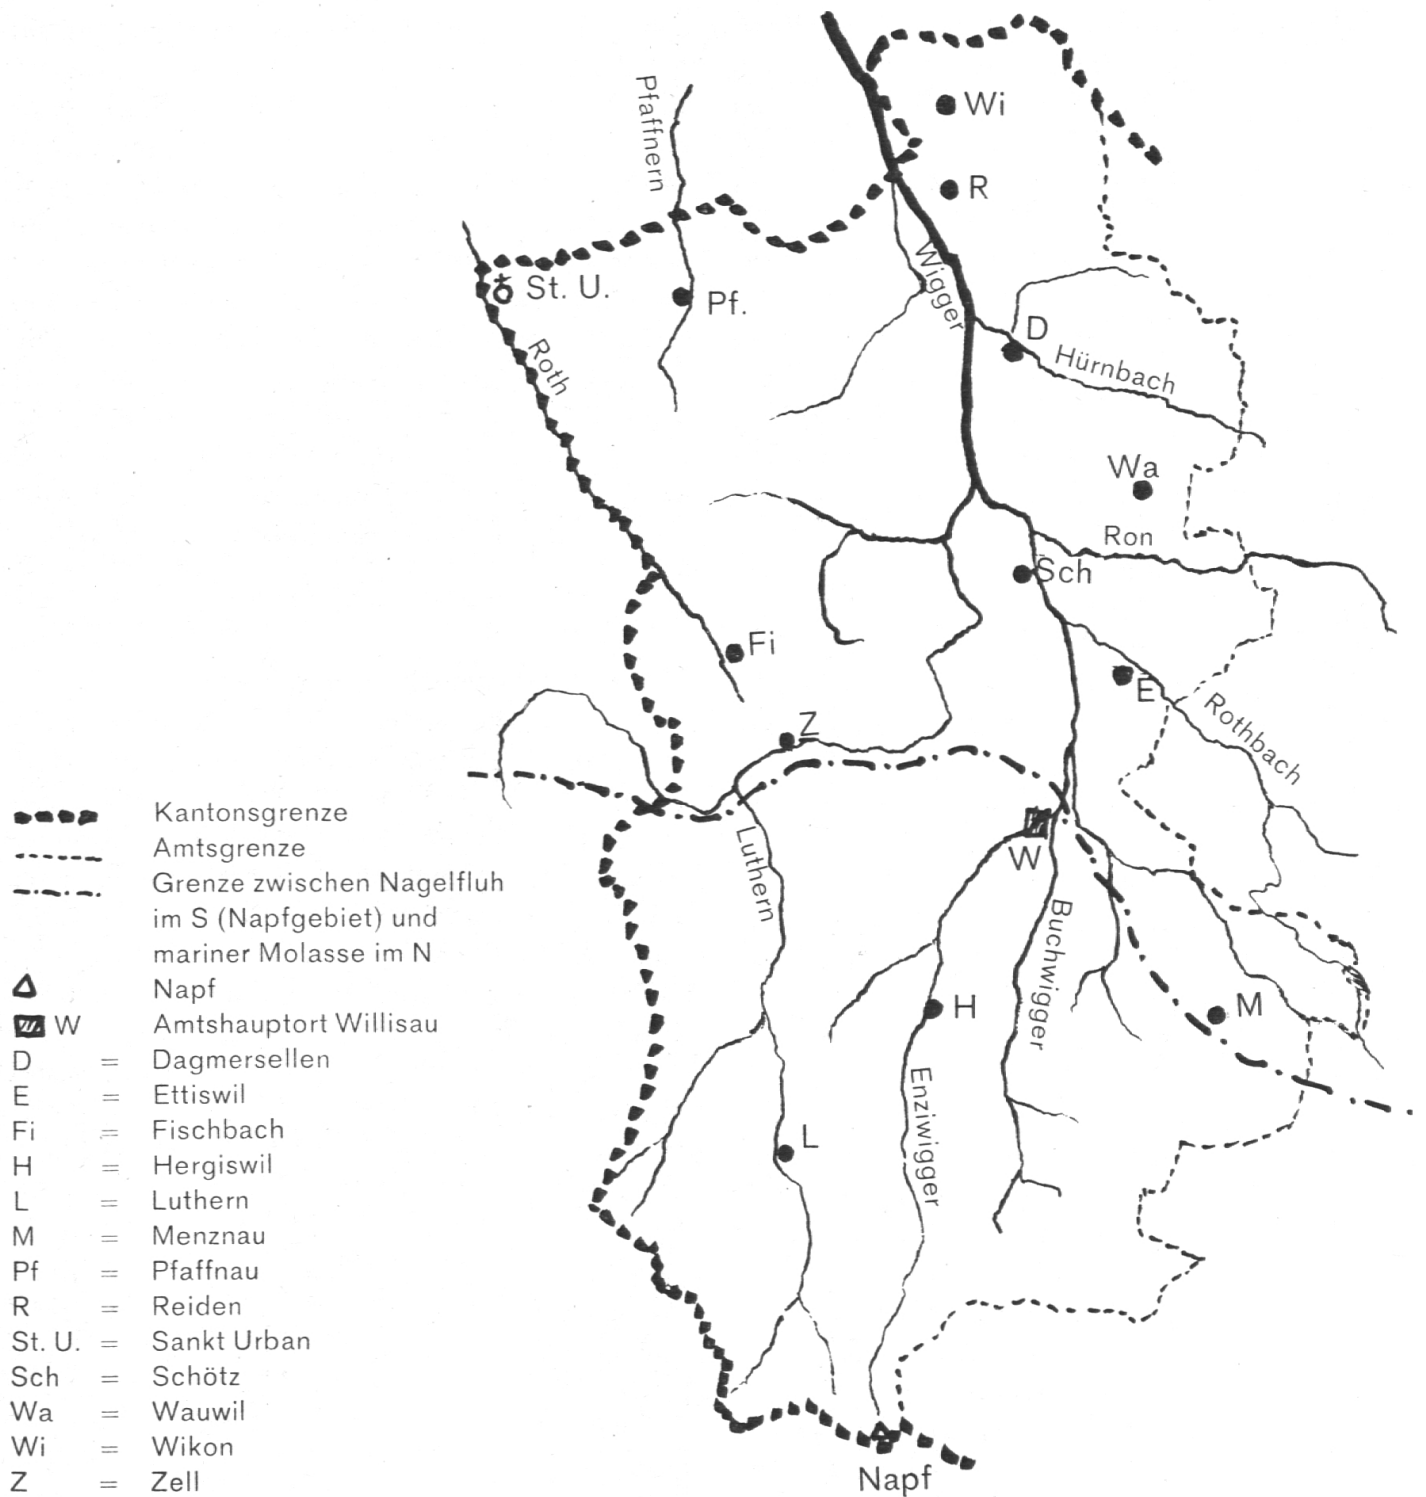 Pfaffnern
Wi
R
St. U.
Pf.
Wigger
Roth
D
Hürnbach
Wa
Ron
Sch
Fi
E
Rothbach
Z
W
Luthern
Buchwigger
H
M
Enziwigger
L
Napf
Kantonsgrenze
Amtsgrenze
Grenze zwischen Nagelfluh
im S (Napfgebiet) und
mariner Molasse im N
Napf
W Amtshauptort Willisau
D = Dagmersellen
E = Ettiswil
Fi = Fischbach
H = Hergiswil
L = Luthern
M = Menznau
Pf = Pfaffnau
R = Reiden
St. U. = Sankt Urban
Sch = Schötz
Wa = Wauwil
Wi = Wikon
Z = Zell